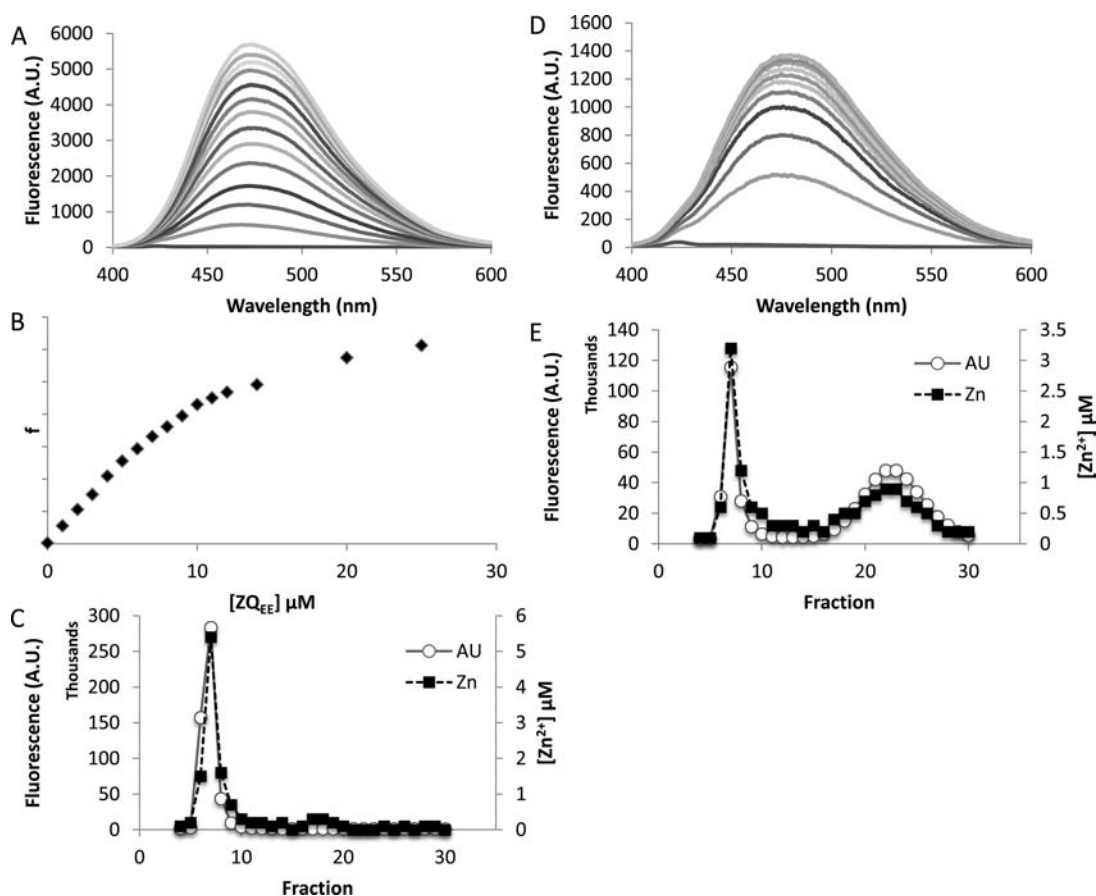 A
Fluorescence (A.U.)
6000
5000
4000
3000
2000
1000
0
400 450 500 550 600
Wavelength (nm)
D
Flourescence (A.U.)
1600
1400
1200
1000
800
600
400
200
0
400 450 500 550 600
Wavelength (nm)
B
f
0 10 20 30
[ZQEE] µM
E
Fluorescence (A.U.)
Thousands
140
120
100
80
60
40
20
0
AU
Zn
3.5
3
2.5
2
1.5
1
0.5
0
[Zn2+] µM
0 10 20 30
Fraction
C
Fluorescence (A.U.)
Thousands
300
250
200
150
100
50
0
AU
Zn
6
5
4
3
2
1
0
[Zn2+] µM
0 10 20 30
Fraction